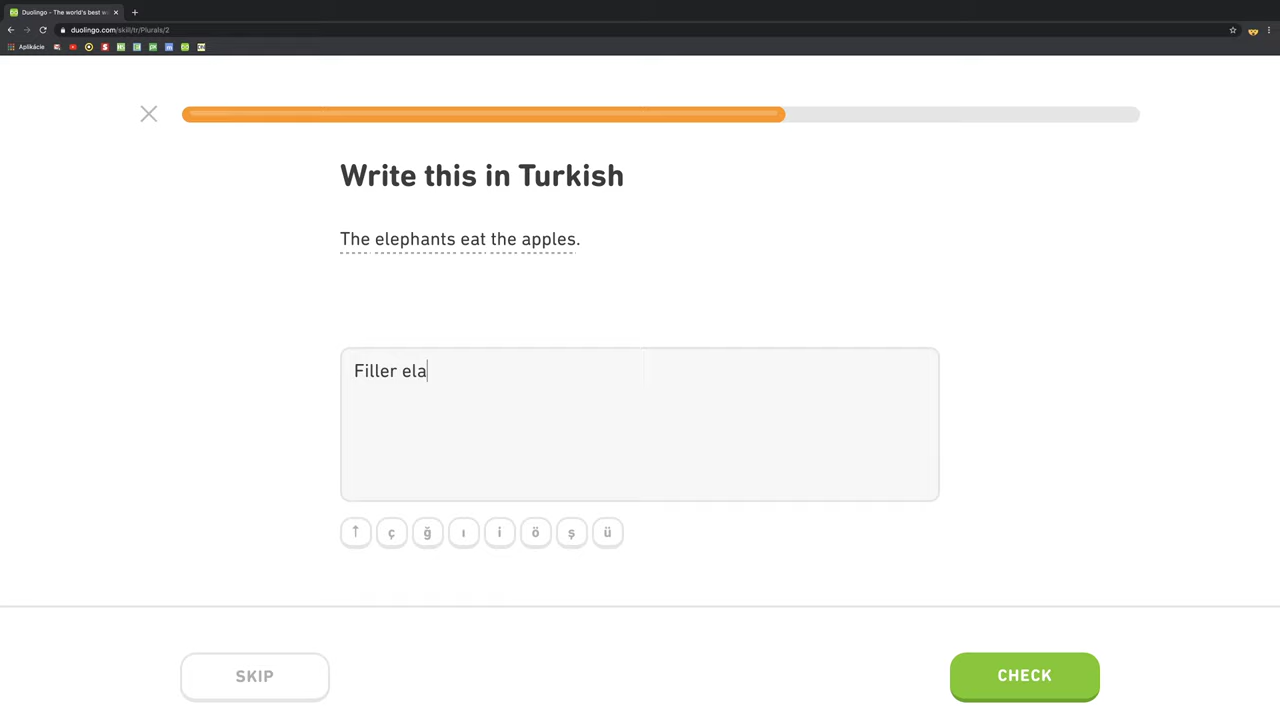 Duolingo - The world's best w
duolingo.com/skill/tr/Plurals/2
Aplikácie
Write this in Turkish
The elephants eat the apples.
Filler ela
ç ğ ı i ö ş ü
SKIP
CHECK